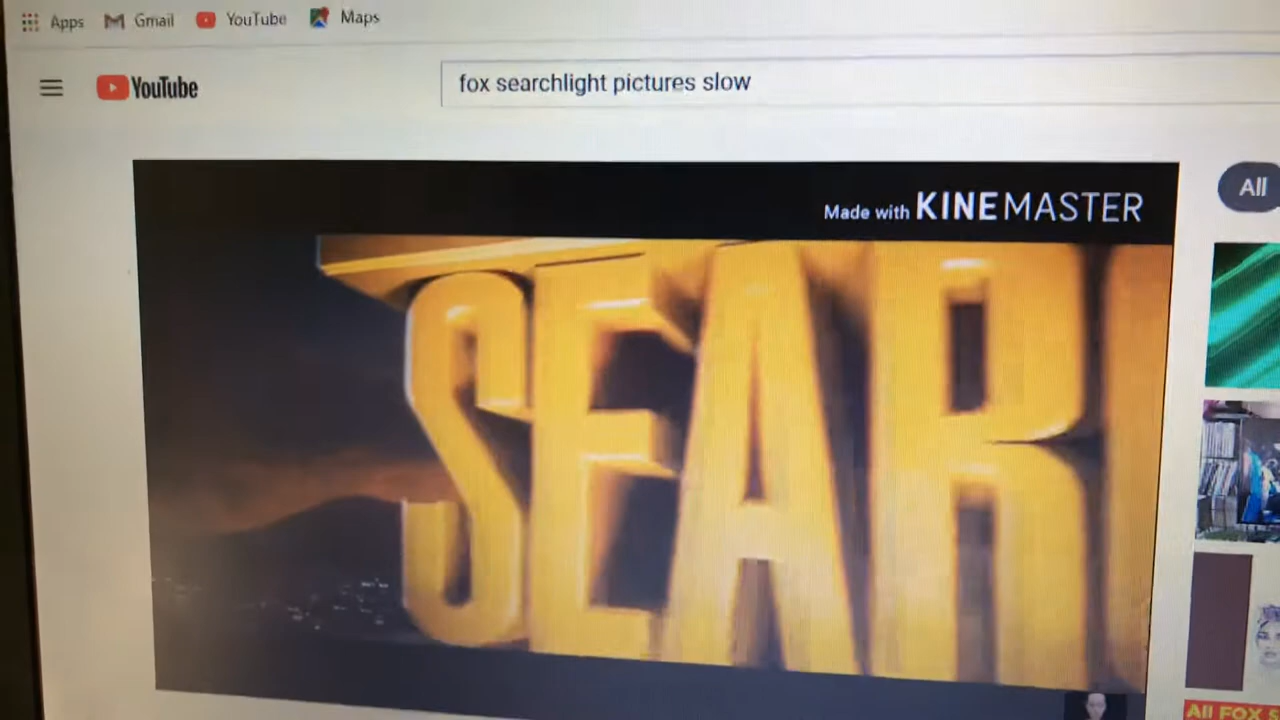 Apps Gmail YouTube Maps
YouTube
fox searchlight pictures slow
All
Made with KINEMASTER
SEAR
All FOX